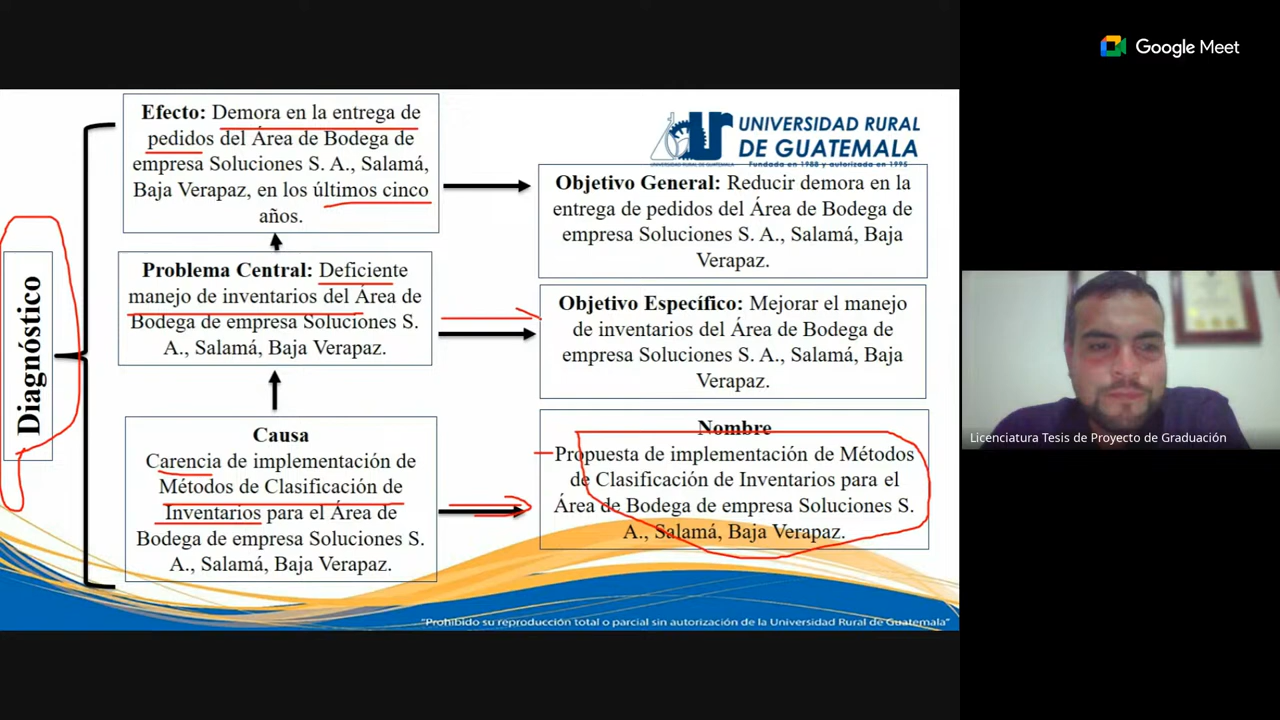 Google Meet
Efecto: Demora en la entrega de
pedidos del Área de Bodega de
empresa Soluciones S. A., Salamá,
Baja Verapaz, en los últimos cinco
años.
UNIVERSIDAD RURAL
DE GUATEMALA
Fundada en 1988 y autorizada en 1995
Objetivo General: Reducir demora en la
entrega de pedidos del Área de Bodega de
empresa Soluciones S. A., Salamá, Baja
Verapaz.
Diagnóstico
Problema Central: Deficiente
manejo de inventarios del Área de
Bodega de empresa Soluciones S.
A., Salamá, Baja Verapaz.
Objetivo Específico: Mejorar el manejo
de inventarios del Área de Bodega de
empresa Soluciones S. A., Salamá, Baja
Verapaz.
Causa
Carencia de implementación de
Métodos de Clasificación de
Inventarios para el Área de
Bodega de empresa Soluciones S.
A., Salamá, Baja Verapaz.
Nombre
Propuesta de implementación de Métodos
de Clasificación de Inventarios para el
Área de Bodega de empresa Soluciones S.
A., Salamá, Baja Verapaz.
"Prohibido su reproducción total o parcial sin autorización de la Universidad Rural de Guatemala"
Licenciatura Tesis de Proyecto de Graduación